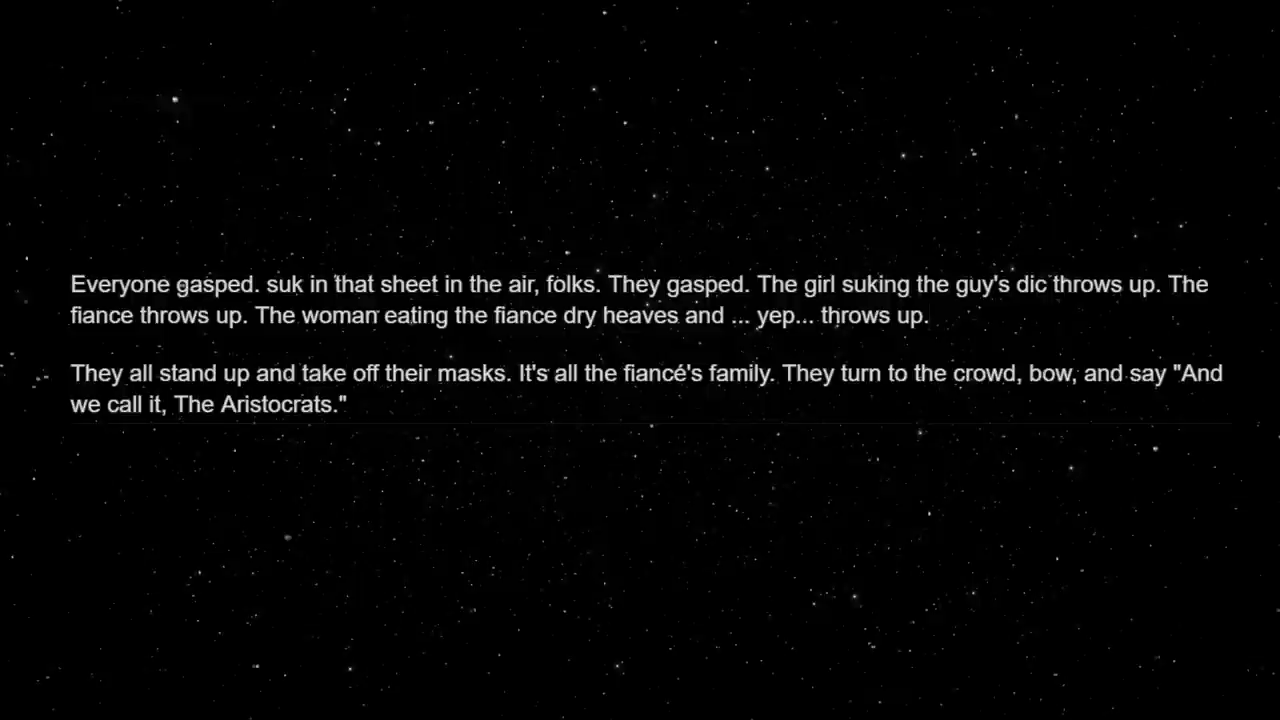 Everyone gasped. suk in that sheet in the air, folks. They gasped. The girl suking the guy's dic throws up. The
fiance throws up. The woman eating the fiance dry heaves and ... yep... throws up.
They all stand up and take off their masks. It's all the fiancé's family. They turn to the crowd, bow, and say "And
we call it, The Aristocrats."